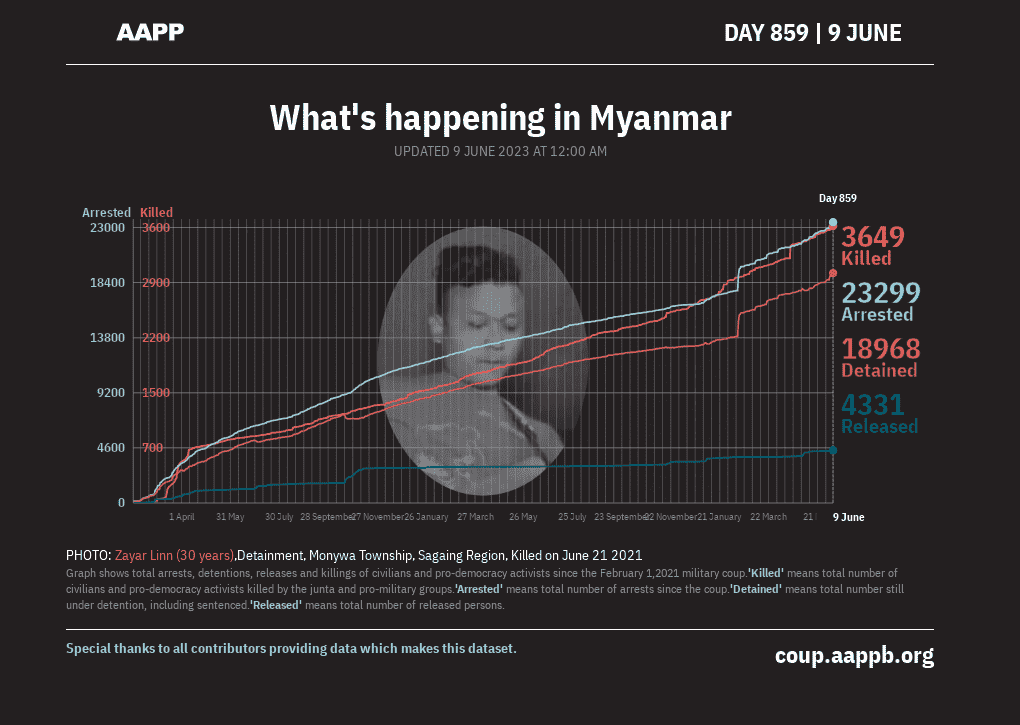 AAPP
DAY 859 | 9 JUNE
What's happening in Myanmar
UPDATED 9 JUNE 2023 AT 12:00 AM
Day 859
Arrested Killed
23000 3600
18400 2900
13800 2200
9200 1500
4600 700
0
3649
Killed
23299
Arrested
18968
Detained
4331
Released
1 April 31 May 30 July 28 September 27 November 26 January 27 March 26 May 25 July 23 September 22 November 21 January 22 March 21 9 June
PHOTO: Zayar Linn (30 years),Detainment, Monywa Township, Sagaing Region, Killed on June 21 2021
Graph shows total arrests, detentions, releases and killings of civilians and pro-democracy activists since the February 1,2021 military coup.'Killed' means total number of
civilians and pro-democracy activists killed by the junta and pro-military groups.'Arrested' means total number of arrests since the coup.'Detained' means total number still
under detention, including sentenced.'Released' means total number of released persons.
Special thanks to all contributors providing data which makes this dataset.
coup.aappb.org